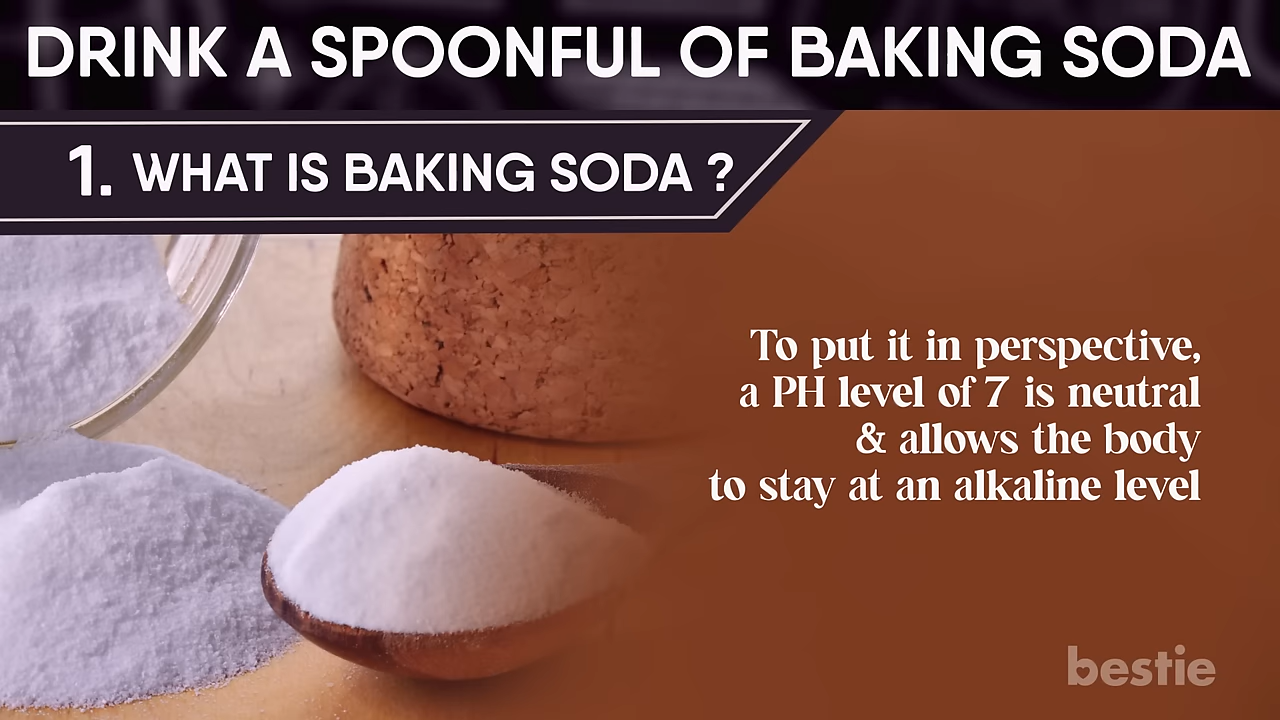 DRINK A SPOONFUL OF BAKING SODA
1. WHAT IS BAKING SODA ?
To put it in perspective,
a PH level of 7 is neutral
& allows the body
to stay at an alkaline level
bestie